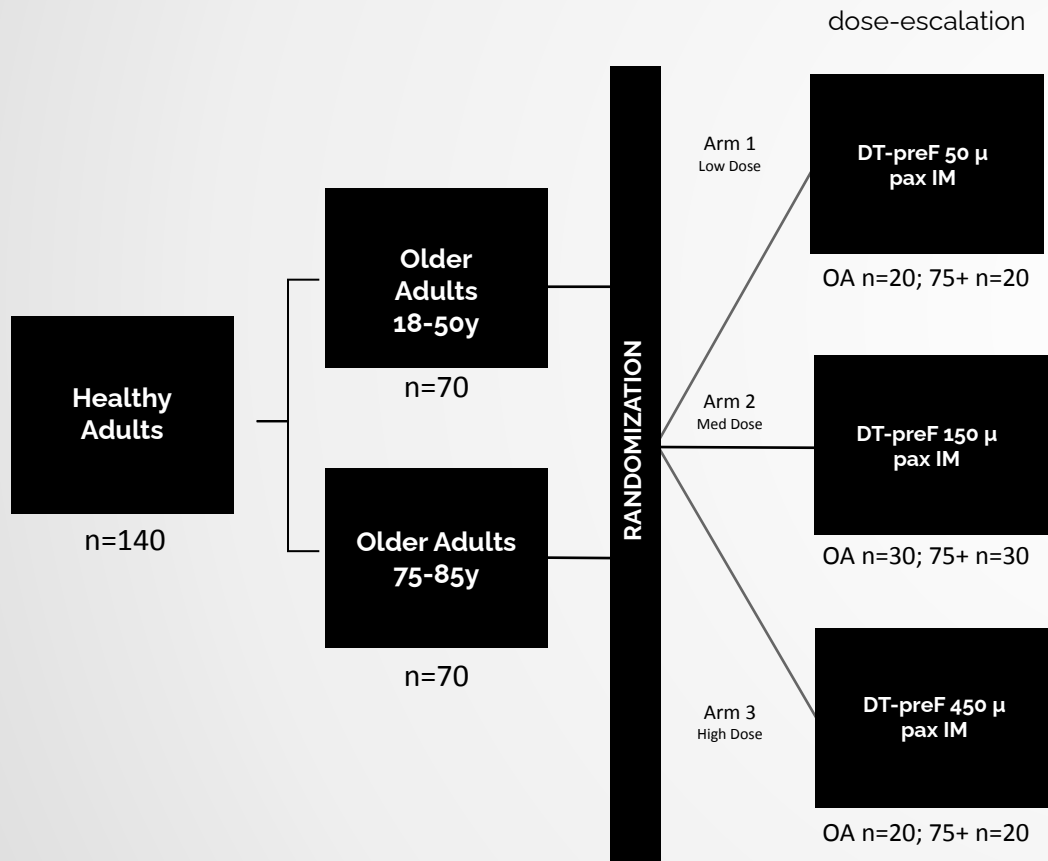 dose-escalation
Healthy
Adults
n=140
Older
Adults
18-50y
n=70
Older Adults
75-85y
n=70
RANDOMIZATION
Arm 1
Low Dose
DT-preF 50 μ
pax IM
OA n=20; 75+ n=20
Arm 2
Med Dose
DT-preF 150 μ
pax IM
OA n=30; 75+ n=30
Arm 3
High Dose
DT-preF 450 μ
pax IM
OA n=20; 75+ n=20